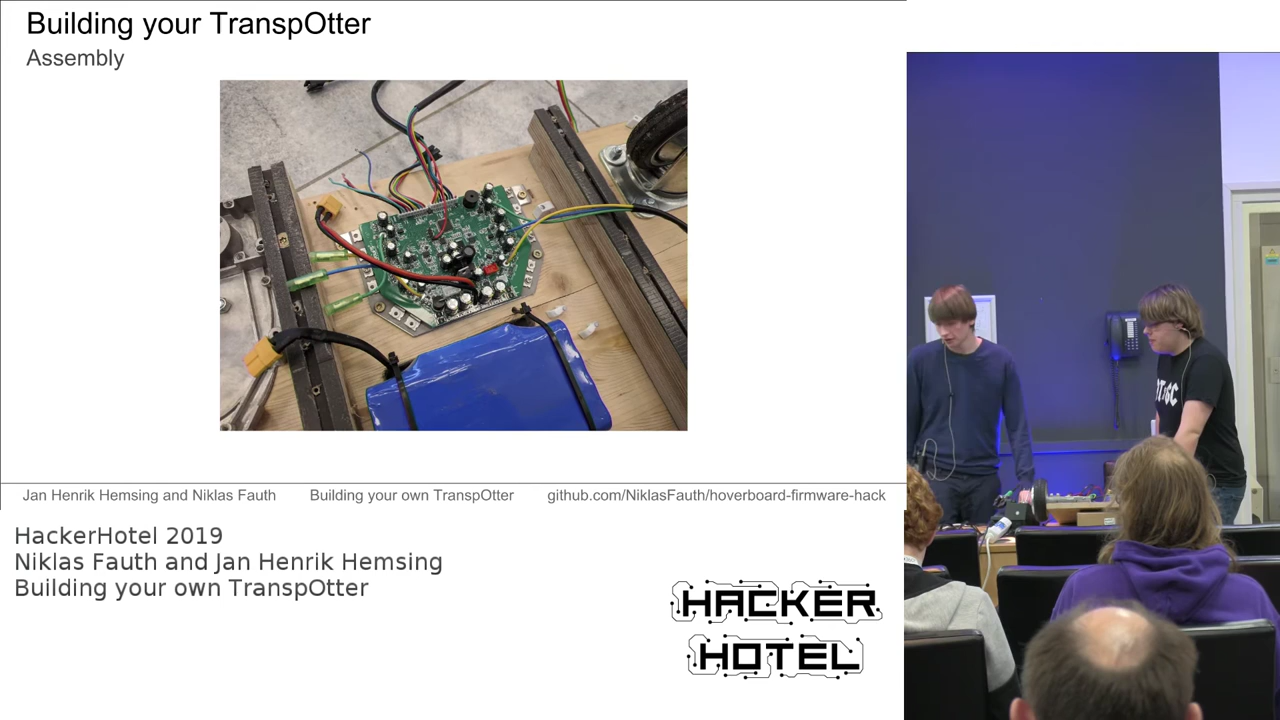 Building your TranspOtter
Assembly
Jan Henrik Hemsing and Niklas Fauth Building your own TranspOtter github.com/NiklasFauth/hoverboard-firmware-hack
HackerHotel 2019
Niklas Fauth and Jan Henrik Hemsing
Building your own TranspOtter
HACKER
HOTEL